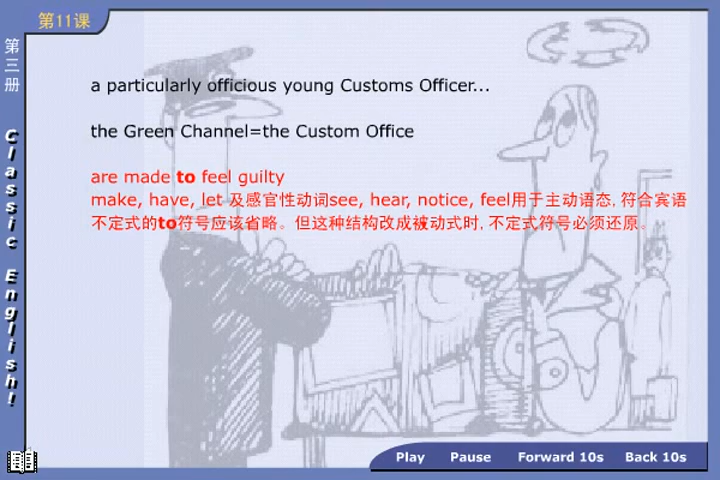 第11课
第三册
Classic English!
a particularly officious young Customs Officer...
the Green Channel=the Custom Office
are made to feel guilty
make, have, let 及感官性动词see, hear, notice, feel用于主动语态, 符合宾语
不定式的to符号应该省略。但这种结构改成被动式时, 不定式符号必须还原。
Play Pause Forward 10s Back 10s